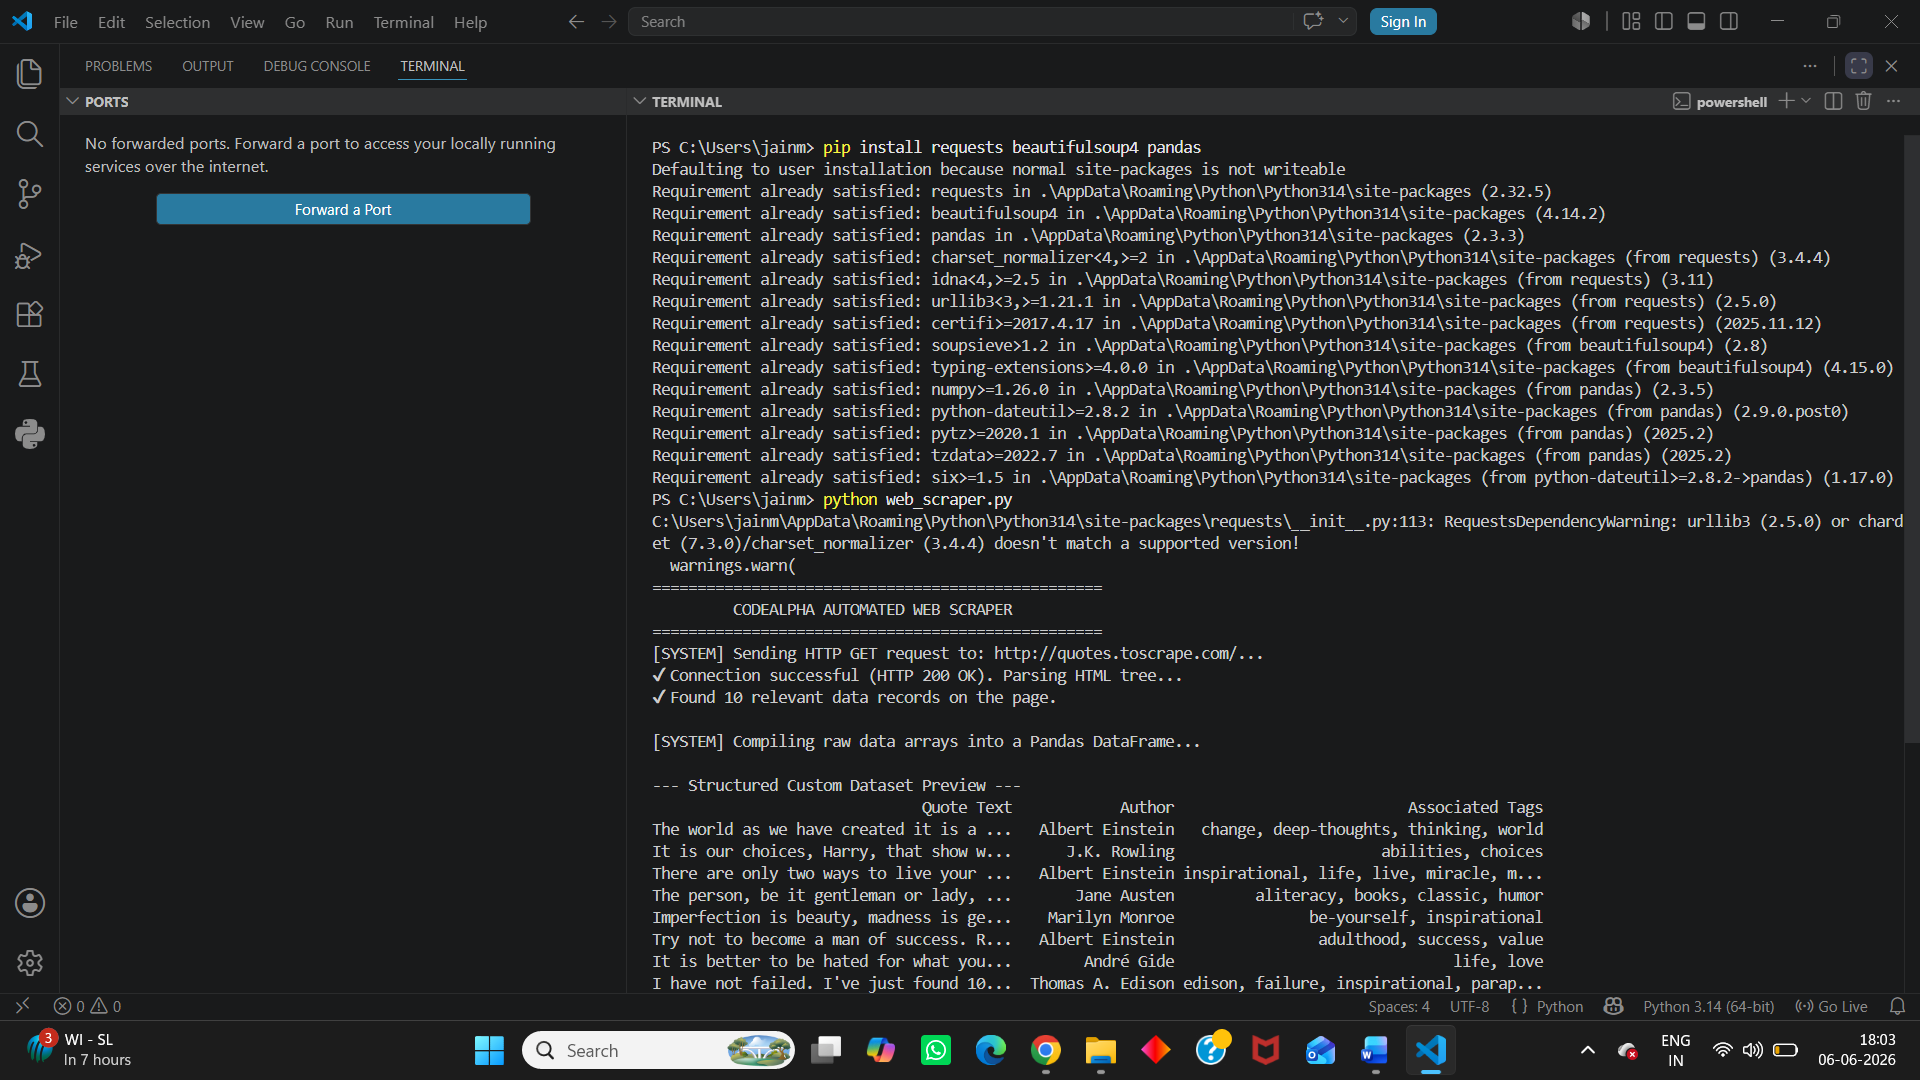 File Edit Selection View Go Run Terminal Help
Search
Sign In
PROBLEMS OUTPUT DEBUG CONSOLE TERMINAL
PORTS
No forwarded ports. Forward a port to access your locally running
services over the internet.
Forward a Port
TERMINAL
powershell
PS C:\Users\jainm> pip install requests beautifulsoup4 pandas
Defaulting to user installation because normal site-packages is not writeable
Requirement already satisfied: requests in .\AppData\Roaming\Python\Python314\site-packages (2.32.5)
Requirement already satisfied: beautifulsoup4 in .\AppData\Roaming\Python\Python314\site-packages (4.14.2)
Requirement already satisfied: pandas in .\AppData\Roaming\Python\Python314\site-packages (2.3.3)
Requirement already satisfied: charset_normalizer<4,>=2 in .\AppData\Roaming\Python\Python314\site-packages (from requests) (3.4.4)
Requirement already satisfied: idna<4,>=2.5 in .\AppData\Roaming\Python\Python314\site-packages (from requests) (3.11)
Requirement already satisfied: urllib3<3,>=1.21.1 in .\AppData\Roaming\Python\Python314\site-packages (from requests) (2.5.0)
Requirement already satisfied: certifi>=2017.4.17 in .\AppData\Roaming\Python\Python314\site-packages (from requests) (2025.11.12)
Requirement already satisfied: soupsieve>1.2 in .\AppData\Roaming\Python\Python314\site-packages (from beautifulsoup4) (2.8)
Requirement already satisfied: typing-extensions>=4.0.0 in .\AppData\Roaming\Python\Python314\site-packages (from beautifulsoup4) (4.15.0)
Requirement already satisfied: numpy>=1.26.0 in .\AppData\Roaming\Python\Python314\site-packages (from pandas) (2.3.5)
Requirement already satisfied: python-dateutil>=2.8.2 in .\AppData\Roaming\Python\Python314\site-packages (from pandas) (2.9.0.post0)
Requirement already satisfied: pytz>=2020.1 in .\AppData\Roaming\Python\Python314\site-packages (from pandas) (2025.2)
Requirement already satisfied: tzdata>=2022.7 in .\AppData\Roaming\Python\Python314\site-packages (from pandas) (2025.2)
Requirement already satisfied: six>=1.5 in .\AppData\Roaming\Python\Python314\site-packages (from python-dateutil>=2.8.2->pandas) (1.17.0)
PS C:\Users\jainm> python web_scraper.py
C:\Users\jainm\AppData\Roaming\Python\Python314\site-packages\requests\__init__.py:113: RequestsDependencyWarning: urllib3 (2.5.0) or chard
et (7.3.0)/charset_normalizer (3.4.4) doesn't match a supported version!
warnings.warn(
==================================================
CODEALPHA AUTOMATED WEB SCRAPER
==================================================
[SYSTEM] Sending HTTP GET request to: http://quotes.toscrape.com/...
✓ Connection successful (HTTP 200 OK). Parsing HTML tree...
✓ Found 10 relevant data records on the page.
[SYSTEM] Compiling raw data arrays into a Pandas DataFrame...
--- Structured Custom Dataset Preview ---
Quote Text Author Associated Tags
The world as we have created it is a ... Albert Einstein change, deep-thoughts, thinking, world
It is our choices, Harry, that show w... J.K. Rowling abilities, choices
There are only two ways to live your ... Albert Einstein inspirational, life, live, miracle, m...
The person, be it gentleman or lady, ... Jane Austen aliteracy, books, classic, humor
Imperfection is beauty, madness is ge... Marilyn Monroe be-yourself, inspirational
Try not to become a man of success. R... Albert Einstein adulthood, success, value
It is better to be hated for what you... André Gide life, love
I have not failed. I've just found 10... Thomas A. Edison edison, failure, inspirational, parap...
0 0
Spaces: 4 UTF-8 {} Python Python 3.14 (64-bit) Go Live
3
WI - SL
In 7 hours
Search
ENG
IN
18:03
06-06-2026